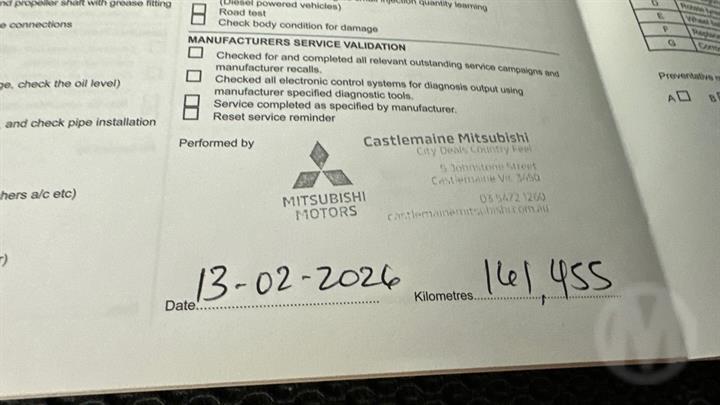 nd propeller shaft with grease fitting
e connections
ge, check the oil level)
and check pipe installation
hers a/c etc)
r)
(Diesel powered vehicles)
quantity learning
Road test
Check body condition for damage
MANUFACTURERS SERVICE VALIDATION
Checked for and completed all relevant outstanding service campaigns and
manufacturer recalls.
Checked all electronic control systems for diagnosis output using
manufacturer specified diagnostic tools.
Service completed as specified by manufacturer.
Reset service reminder
Performed by
MITSUBISHI
MOTORS
Castlemaine Mitsubishi
City Deals Country Feel
5 Johnstone Street
Castlemaine Vic 3450
03 5472 1260
castlemainemitsubishi.com.au
Date 13-02-2026
Kilometres 161,455
E
F
G
Preventative
A
B
M